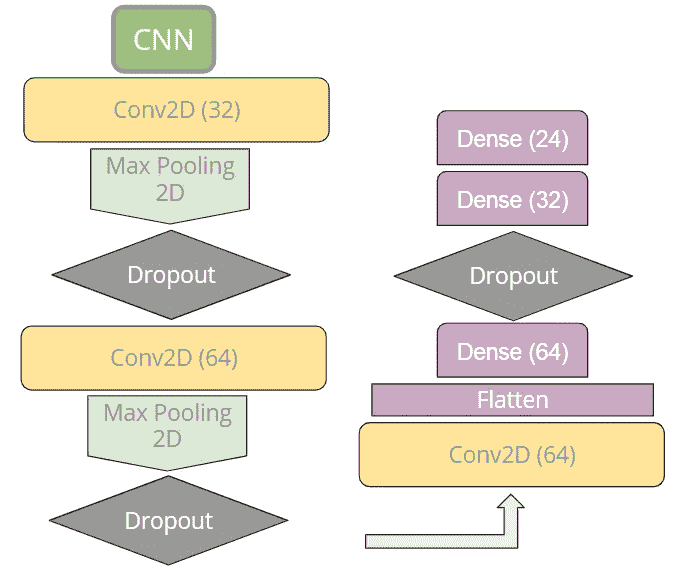 CNN
Conv2D (32)
Max Pooling
2D
Dropout
Conv2D (64)
Max Pooling
2D
Dropout
Dense (24)
Dense (32)
Dropout
Dense (64)
Flatten
Conv2D (64)